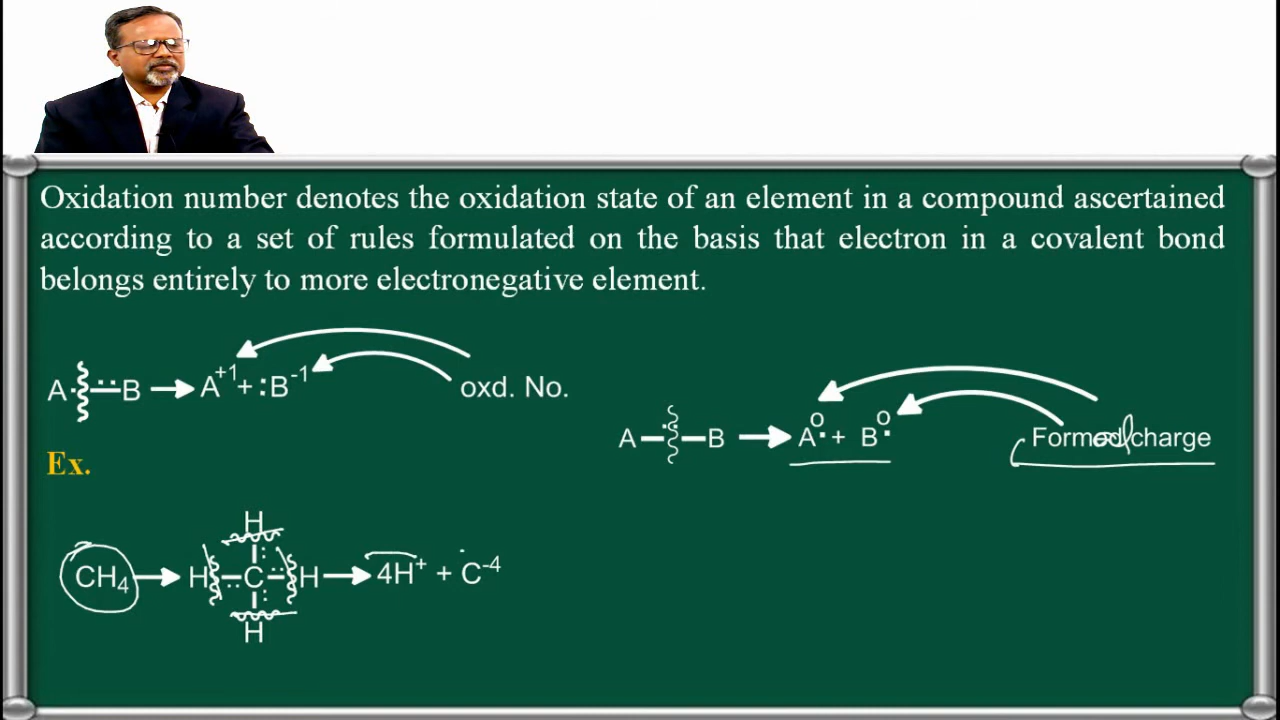 Oxidation number denotes the oxidation state of an element in a compound ascertained
according to a set of rules formulated on the basis that electron in a covalent bond
belongs entirely to more electronegative element.
A·—··—B → A⁺¹ + :B⁻¹ oxd. No.
A—··—B → A⁰· + B⁰· Formed charge
Ex.
H
CH₄ → H—C—H → 4H⁺ + C⁻⁴
H